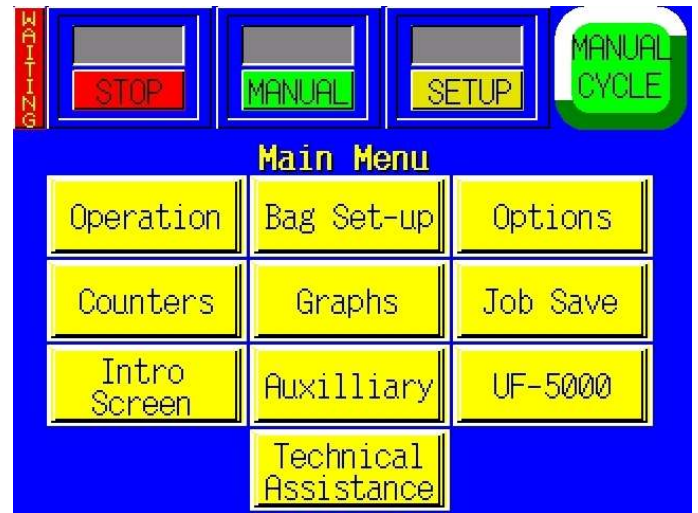 WAITING
STOP
MANUAL
SETUP
MANUAL
CYCLE
Main Menu
Operation
Bag Set-up
Options
Counters
Graphs
Job Save
Intro
Screen
Auxilliary
UF-5000
Technical
Assistance